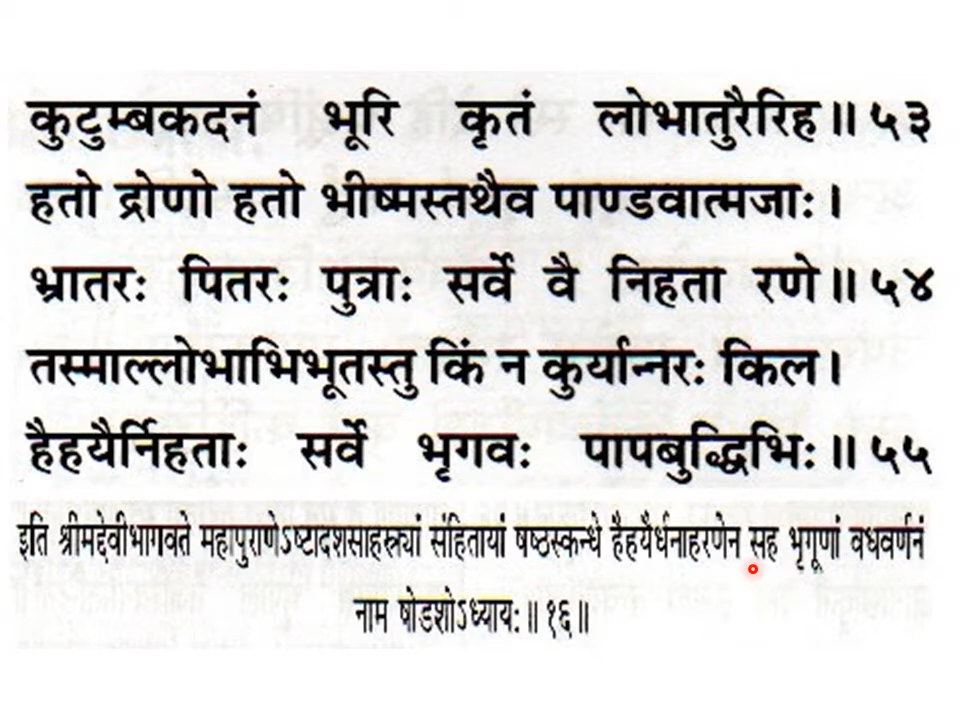 कुटुम्बकदनं भूरि कृतं लोभातुरैरिह॥ ५३
हतो द्रोणो हतो भीष्मस्तथैव पाण्डवात्मजाः।
भ्रातरः पितरः पुत्राः सर्वे वै निहता रणे॥ ५४
तस्माल्लोभाभिभूतस्तु किं न कुर्यान्नरः किल।
हैहयैर्निहताः सर्वे भृगवः पापबुद्धिभिः॥ ५५
इति श्रीमद्देवीभागवते महापुराणेऽष्टादशसाहस्र्यां संहितायां षष्ठस्कन्धे हैहयैर्धनाहरणेन सह भृगूणां वधवर्णनं
नाम षोडशोऽध्यायः॥ १६॥